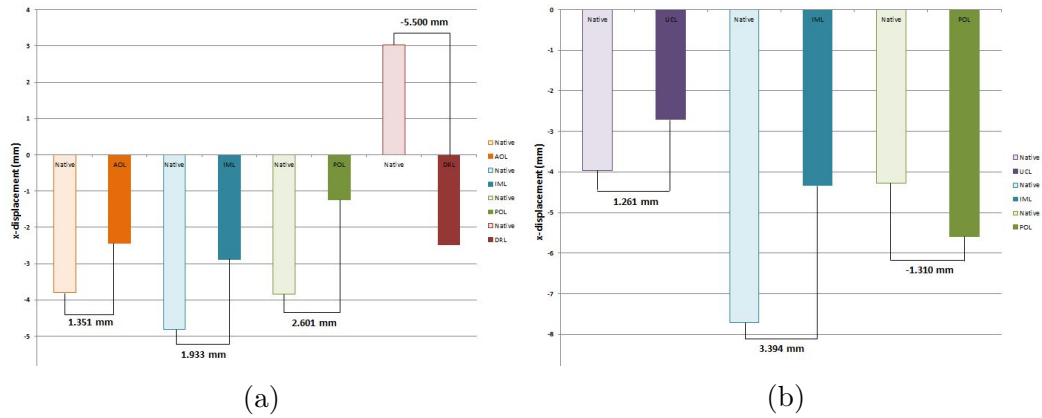 4
3
2
1
0
-1
-2
-3
-4
-5
x-displacement (mm)
Native
AOL
Native
IML
Native
POL
Native
DRL
-5.500 mm
1.351 mm
1.933 mm
2.601 mm
Native
AOL
Native
IML
Native
POL
Native
DRL
(a)
0
-1
-2
-3
-4
-5
-6
-7
-8
x-displacement (mm)
Native
UCL
Native
IML
Native
POL
1.261 mm
3.394 mm
-1.310 mm
Native
UCL
Native
IML
Native
POL
(b)